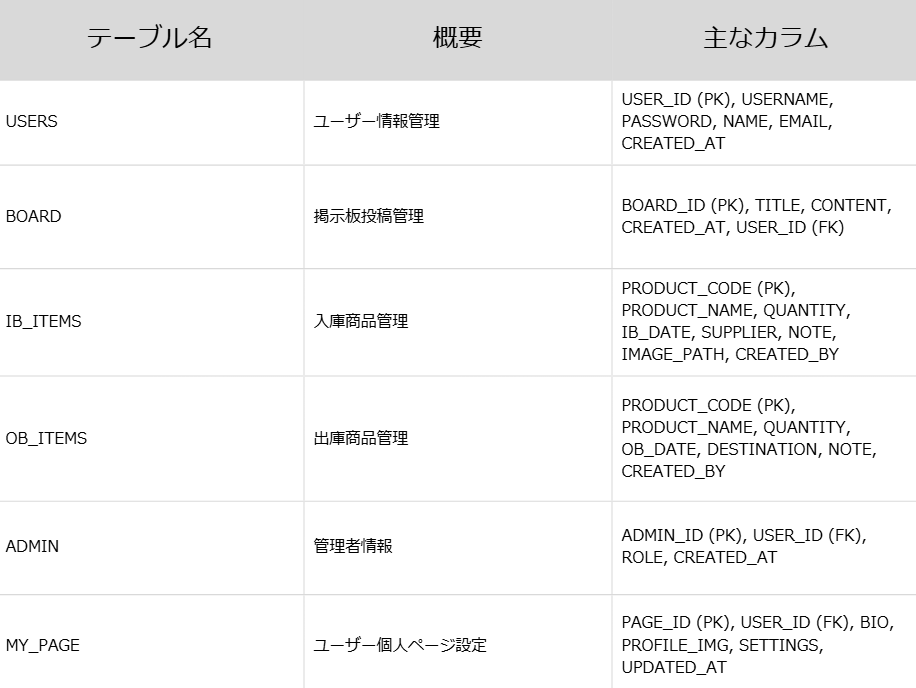 テーブル名
概要
主なカラム
USERS
ユーザー情報管理
USER_ID (PK), USERNAME,
PASSWORD, NAME, EMAIL,
CREATED_AT
BOARD
掲示板投稿管理
BOARD_ID (PK), TITLE, CONTENT,
CREATED_AT, USER_ID (FK)
IB_ITEMS
入庫商品管理
PRODUCT_CODE (PK),
PRODUCT_NAME, QUANTITY,
IB_DATE, SUPPLIER, NOTE,
IMAGE_PATH, CREATED_BY
OB_ITEMS
出庫商品管理
PRODUCT_CODE (PK),
PRODUCT_NAME, QUANTITY,
OB_DATE, DESTINATION, NOTE,
CREATED_BY
ADMIN
管理者情報
ADMIN_ID (PK), USER_ID (FK),
ROLE, CREATED_AT
MY_PAGE
ユーザー個人ページ設定
PAGE_ID (PK), USER_ID (FK), BIO,
PROFILE_IMG, SETTINGS,
UPDATED_AT